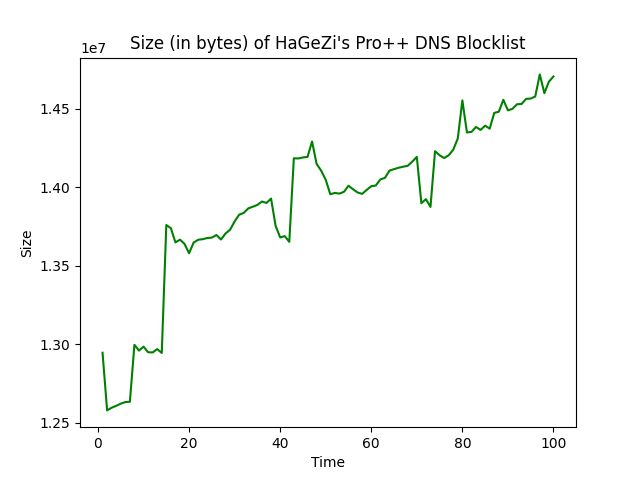 Size (in bytes) of HaGeZi's Pro++ DNS Blocklist
1e7
1.45
1.40
1.35
1.30
1.25
Size
0 20 40 60 80 100
Time